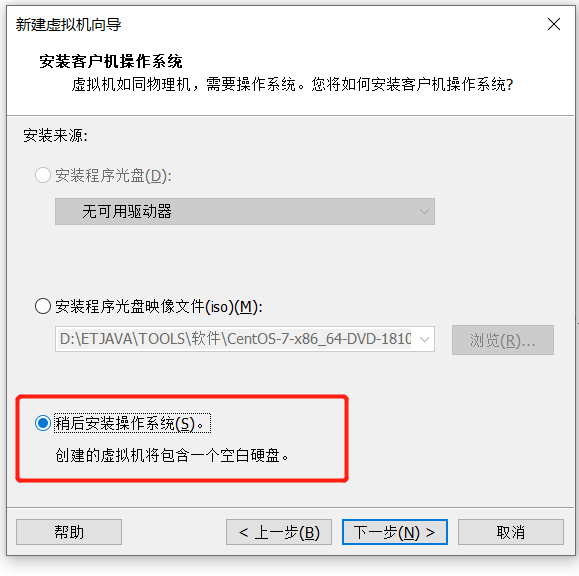 新建虚拟机向导
安装客户机操作系统
虚拟机如同物理机，需要操作系统。您将如何安装客户机操作系统?
安装来源:
安装程序光盘(D):
无可用驱动器
安装程序光盘映像文件(iso)(M):
D:\ETJAVA\TOOLS\软件\CentOS-7-x86_64-DVD-1810
浏览(R)...
稍后安装操作系统(S)。
创建的虚拟机将包含一个空白硬盘。
帮助
< 上一步(B)
下一步(N) >
取消